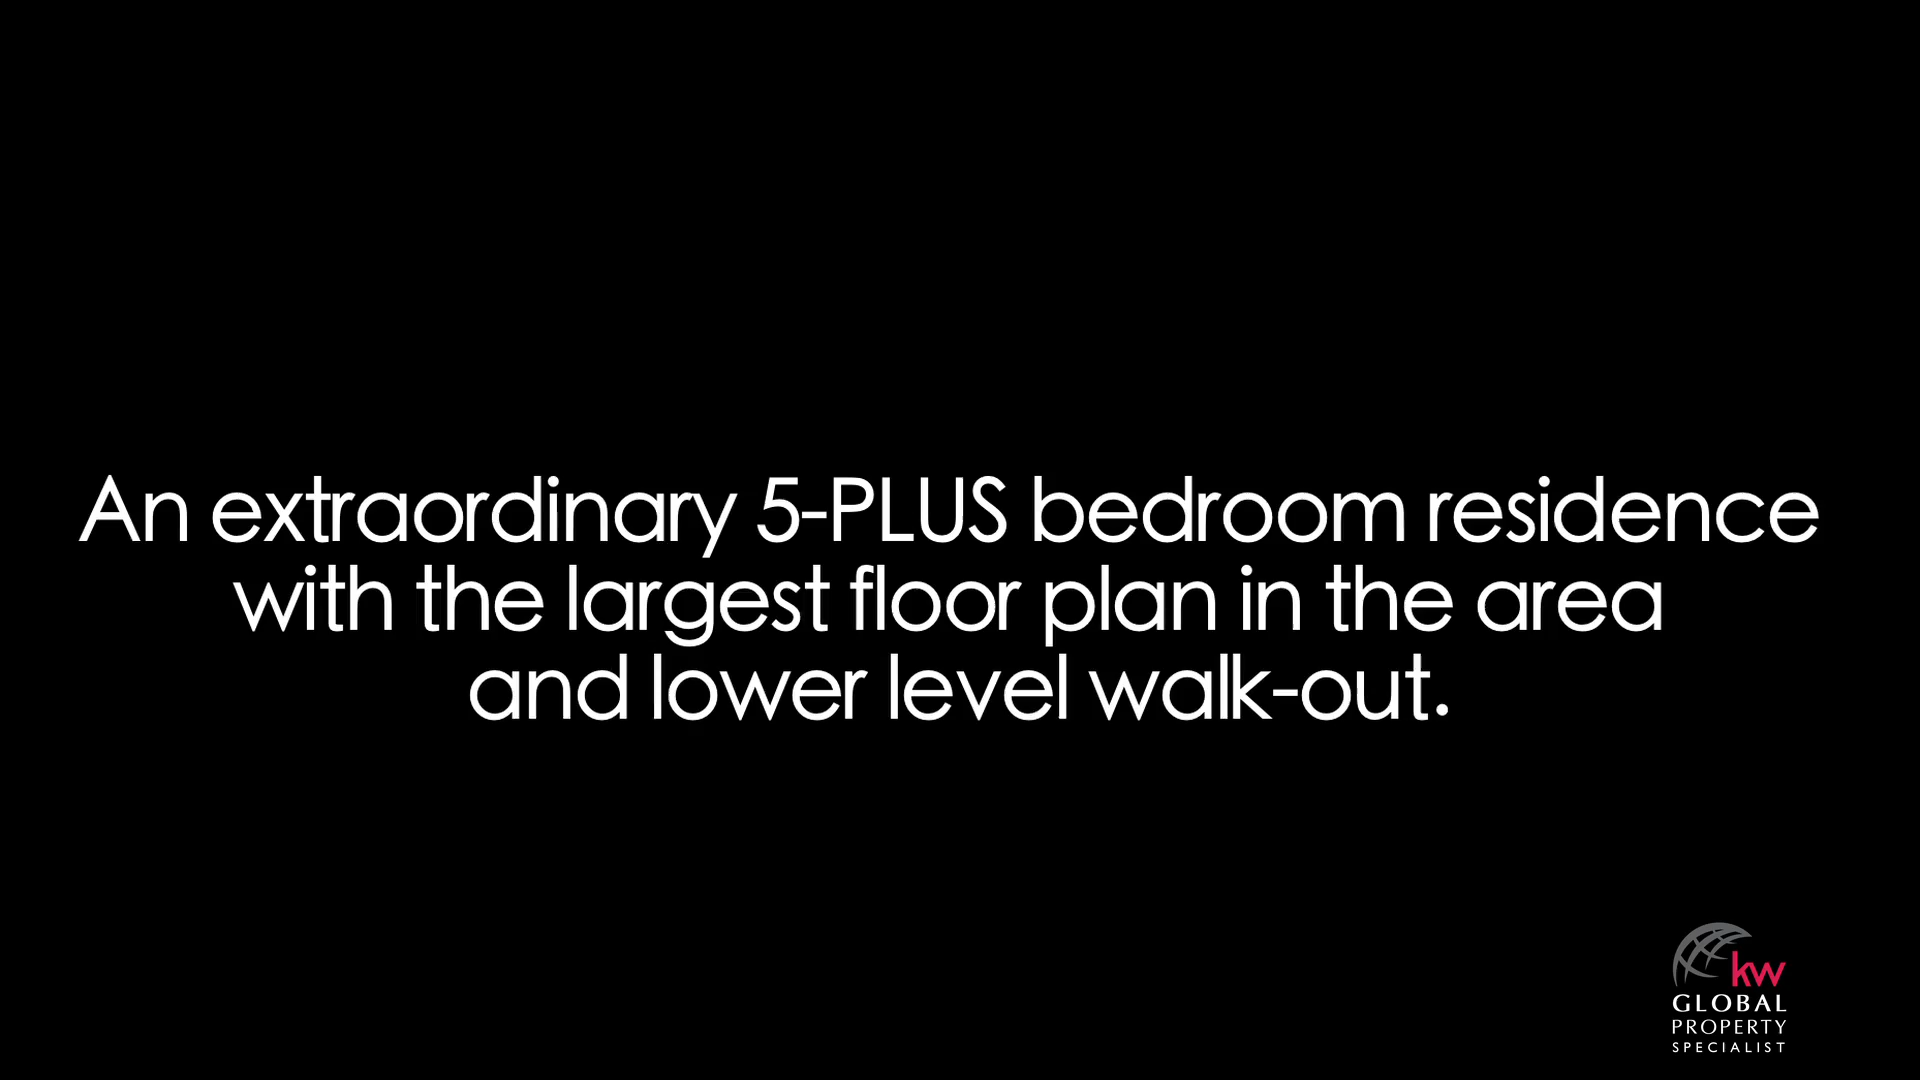 An extraordinary 5-PLUS bedroom residence
with the largest floor plan in the area
and lower level walk-out.
kw
GLOBAL
PROPERTY
SPECIALIST